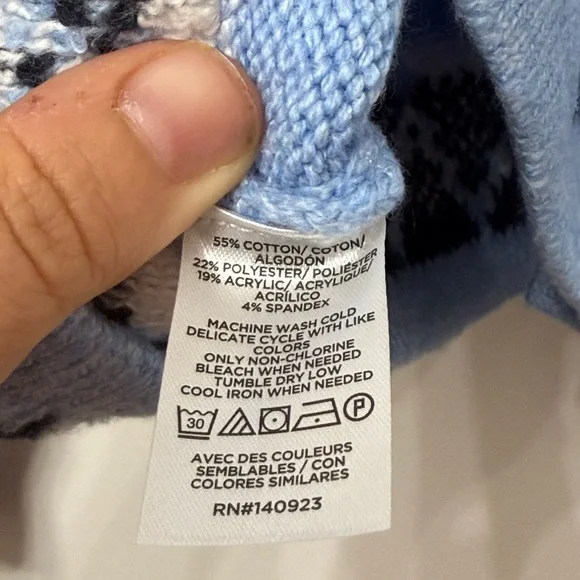 55% COTTON/ COTON/
ALGODÓN
22% POLYESTER/ POLIÉSTER
19% ACRYLIC/ ACRYLIQUE/
ACRÍLICO
4% SPANDEX
MACHINE WASH COLD
DELICATE CYCLE WITH LIKE
COLORS
ONLY NON-CHLORINE
BLEACH WHEN NEEDED
TUMBLE DRY LOW
COOL IRON WHEN NEEDED
30 P
AVEC DES COULEURS
SEMBLABLES / CON
COLORES SIMILARES
RN#140923